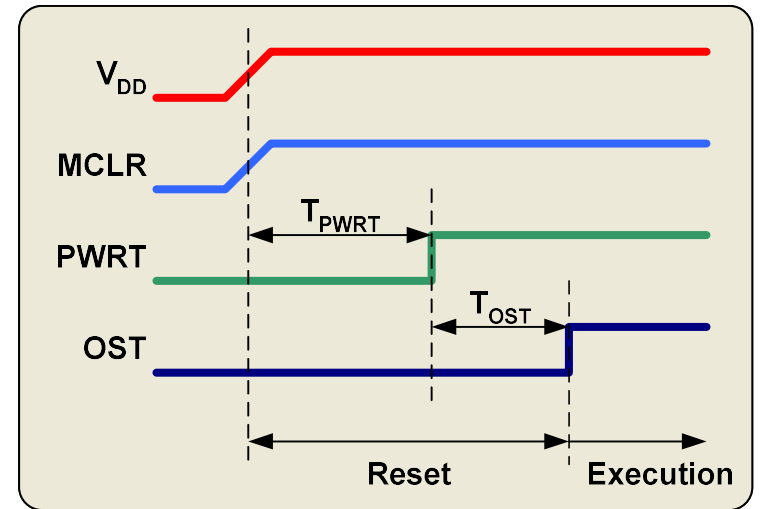 VDD
MCLR
TPWRT
PWRT
TOST
OST
Reset
Execution